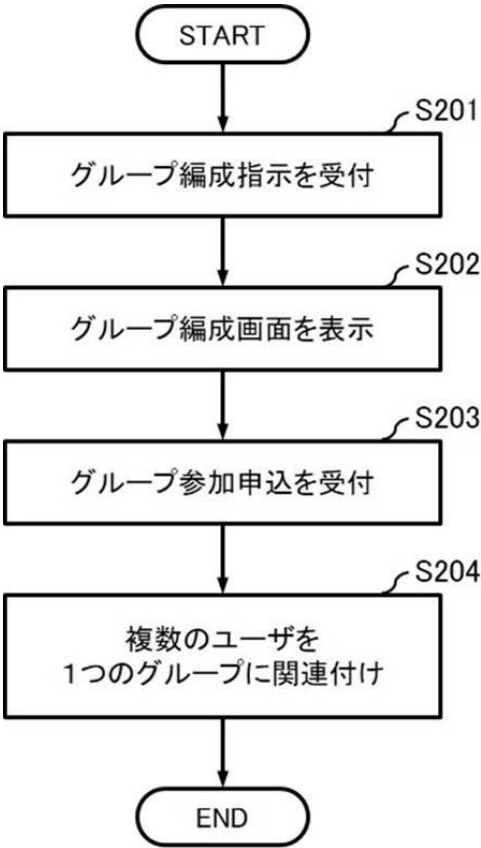 START
S201
グループ編成指示を受付
S202
グループ編成画面を表示
S203
グループ参加申込を受付
S204
複数のユーザを
1つのグループに関連付け
END